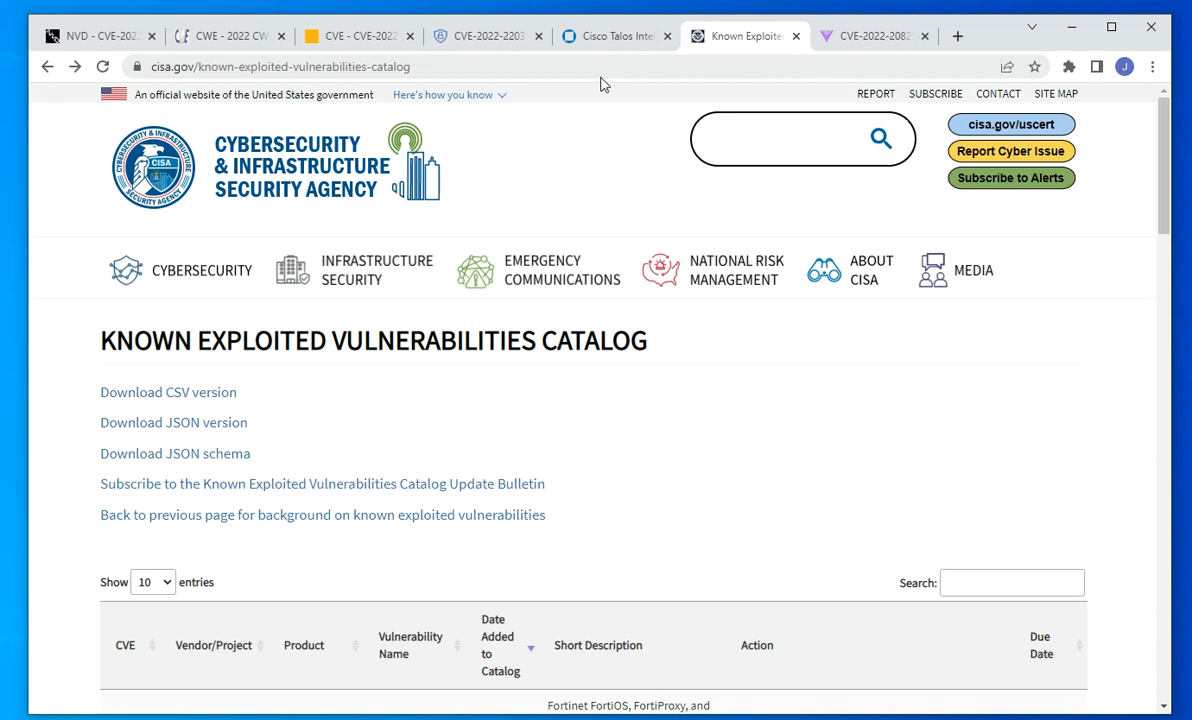 NVD - CVE-2022
CWE - 2022 CW
CVE - CVE-2022
CVE-2022-2203
Cisco Talos Intel
Known Exploite
CVE-2022-2082
cisa.gov/known-exploited-vulnerabilities-catalog
J
An official website of the United States government
Here's how you know
REPORT SUBSCRIBE CONTACT SITE MAP
CISA
CYBERSECURITY
& INFRASTRUCTURE
SECURITY AGENCY
cisa.gov/uscert
Report Cyber Issue
Subscribe to Alerts
CYBERSECURITY
INFRASTRUCTURE
SECURITY
EMERGENCY
COMMUNICATIONS
NATIONAL RISK
MANAGEMENT
ABOUT
CISA
MEDIA
KNOWN EXPLOITED VULNERABILITIES CATALOG
Download CSV version
Download JSON version
Download JSON schema
Subscribe to the Known Exploited Vulnerabilities Catalog Update Bulletin
Back to previous page for background on known exploited vulnerabilities
Show 10 entries
Search:
CVE
Vendor/Project
Product
Vulnerability
Name
Date
Added
to
Catalog
Short Description
Action
Due
Date
Fortinet FortiOS, FortiProxy, and